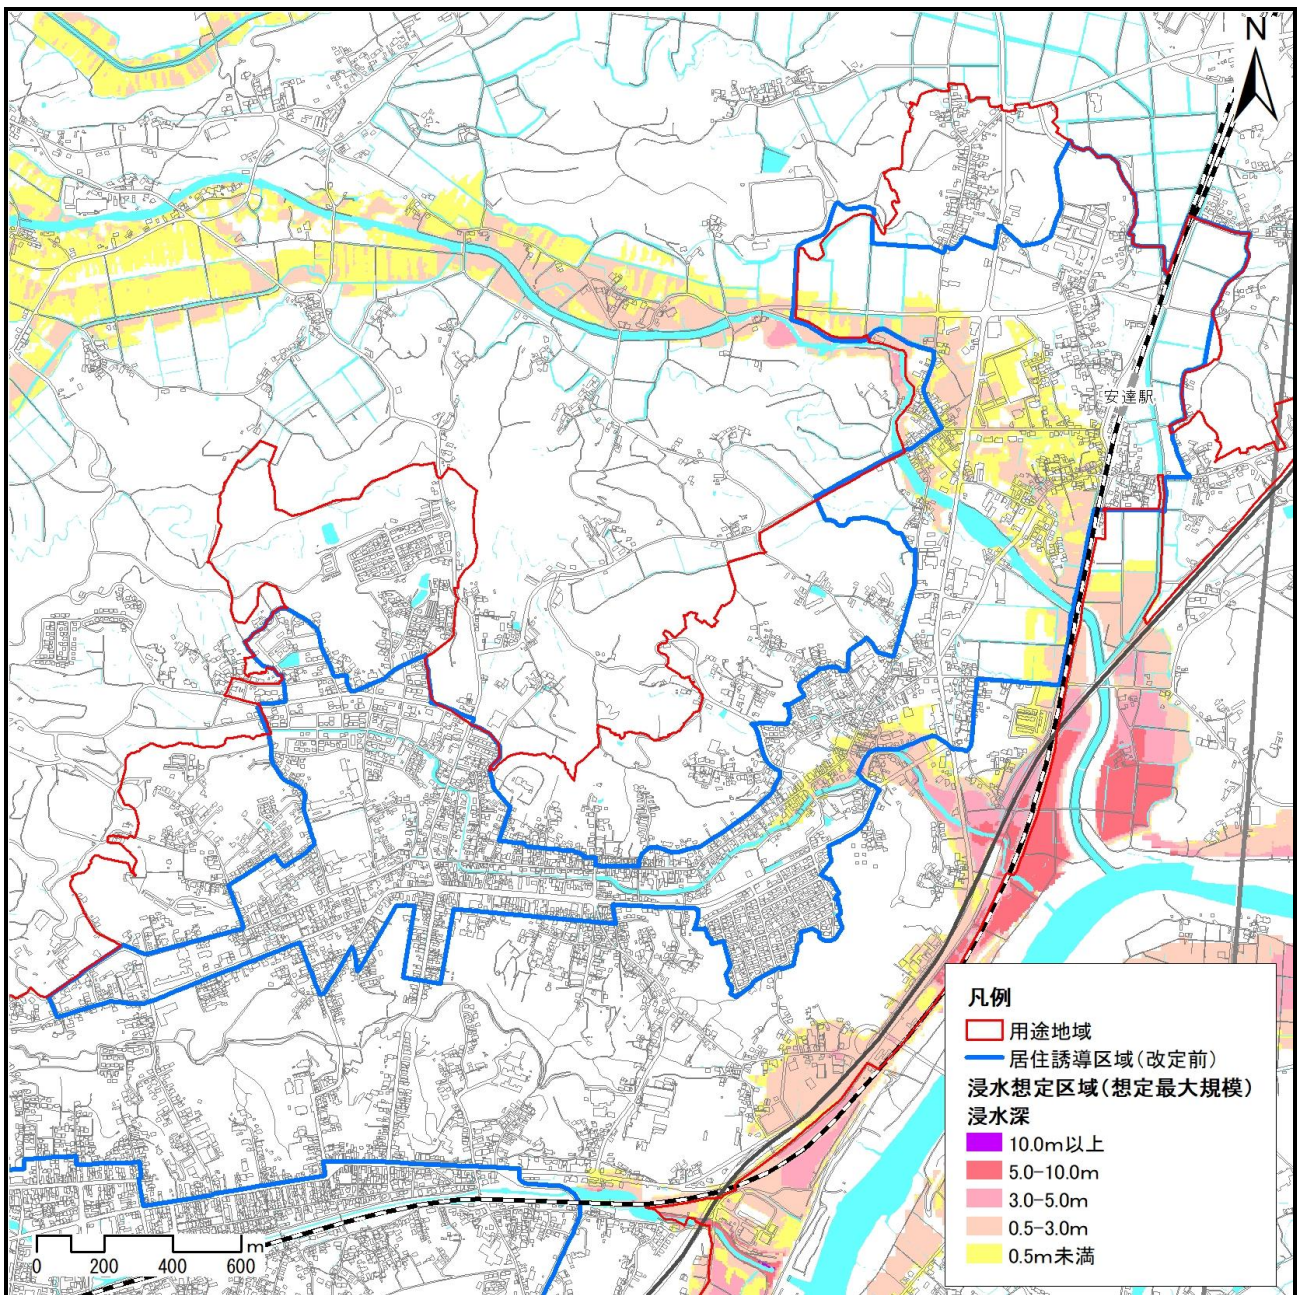 N
安達駅
凡例
用途地域
居住誘導区域(改定前)
浸水想定区域(想定最大規模)
浸水深
10.0m以上
5.0-10.0m
3.0-5.0m
0.5-3.0m
0.5m未満
m
0 200 400 600